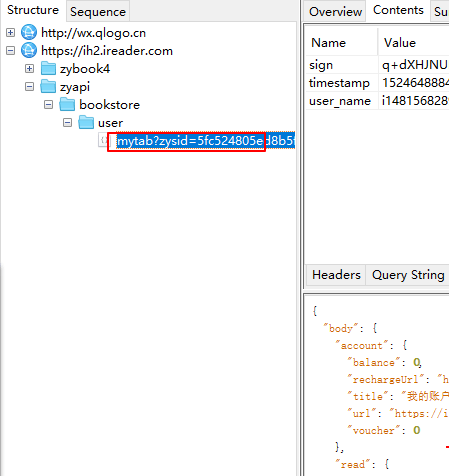 Structure Sequence
http://wx.qlogo.cn
https://ih2.ireader.com
zybook4
zyapi
bookstore
user
mytab?zysid=5fc524805ed8b5
Overview Contents Su
Name Value
sign q+dXHJNU
timestamp 1524648884
user_name i148156828
Headers Query String
{
"body": {
"account": {
"balance": 0,
"rechargeUrl": "h
"title": "我的账户
"url": "https://i
"voucher": 0
},
"read": {